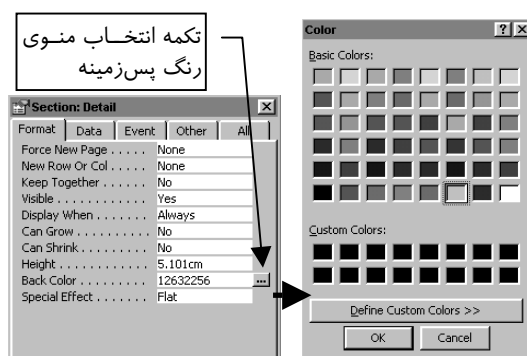 تکمه انتخاب منوی
رنگ پس‌زمینه
Section: Detail
Format Data Event Other All
Force New Page . . . . . None
New Row Or Col . . . . . None
Keep Together . . . . . . . No
Visible . . . . . . . . . . . . . . Yes
Display When . . . . . . . . Always
Can Grow . . . . . . . . . . . No
Can Shrink . . . . . . . . . . No
Height . . . . . . . . . . . . . . 5.101cm
Back Color . . . . . . . . . . 12632256 ...
Special Effect . . . . . . . Flat
Color
Basic Colors:
Custom Colors:
Define Custom Colors >>
OK Cancel